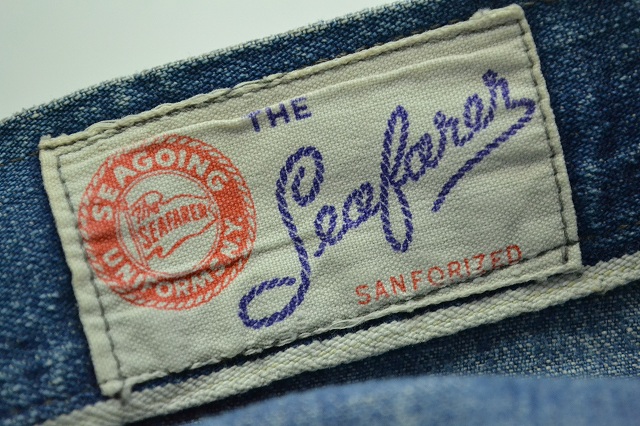 THE
Seafarer
SANFORIZED
SEAGOING
The
SEAFARER
UNIFORMITY